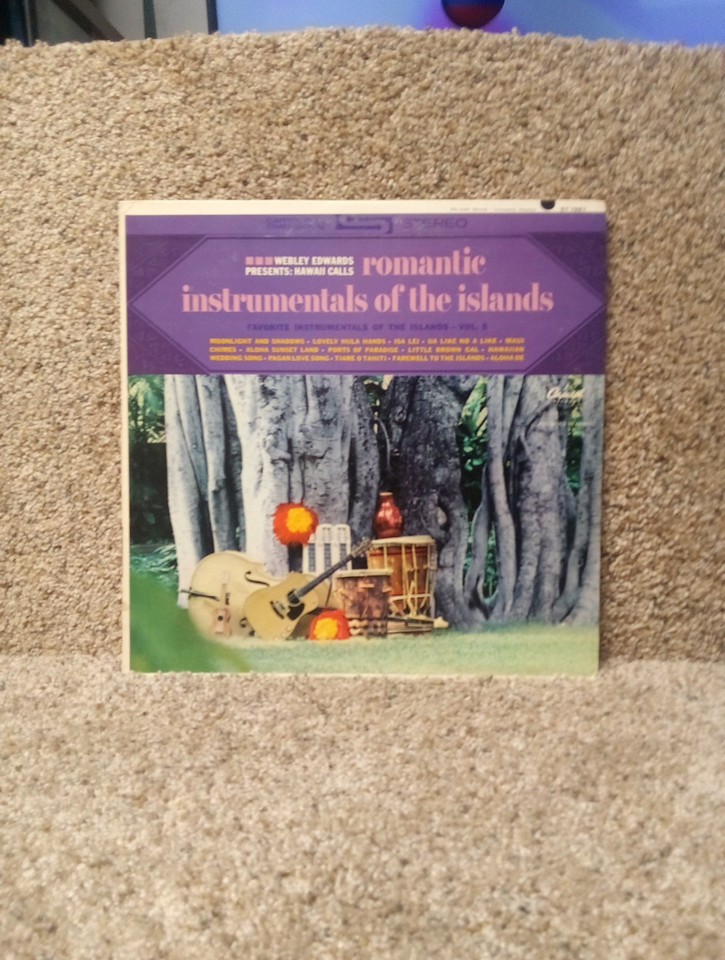 STEREO
WEBLEY EDWARDS
PRESENTS: HAWAII CALLS
romantic
instrumentals of the islands
FAVORITE INSTRUMENTALS OF THE ISLANDS - VOL. 5
MOONLIGHT AND SHADOWS • LOVELY HULA HANDS • ISA LEI • NA LIKE NO A LIKE • MAUI
CHIMES • ALOHA SUNSET LAND • PORTS OF PARADISE • LITTLE BROWN GAL • HAWAIIAN
WEDDING SONG • PAGAN LOVE SONG • TIARE O TAHITI • FAREWELL TO THE ISLANDS • ALOHA OE
Capitol